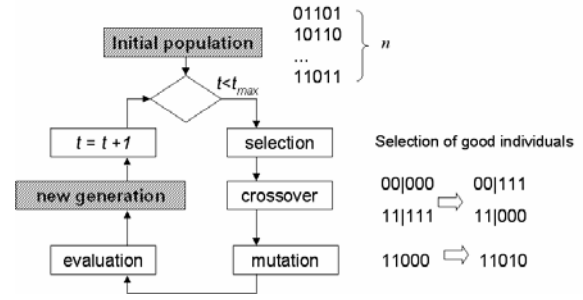 Initial population
01101
10110
...
11011
n
t<t_max
t = t +1
selection
Selection of good individuals
new generation
crossover
00|000
00|111
11|111
11|000
evaluation
mutation
11000
11010